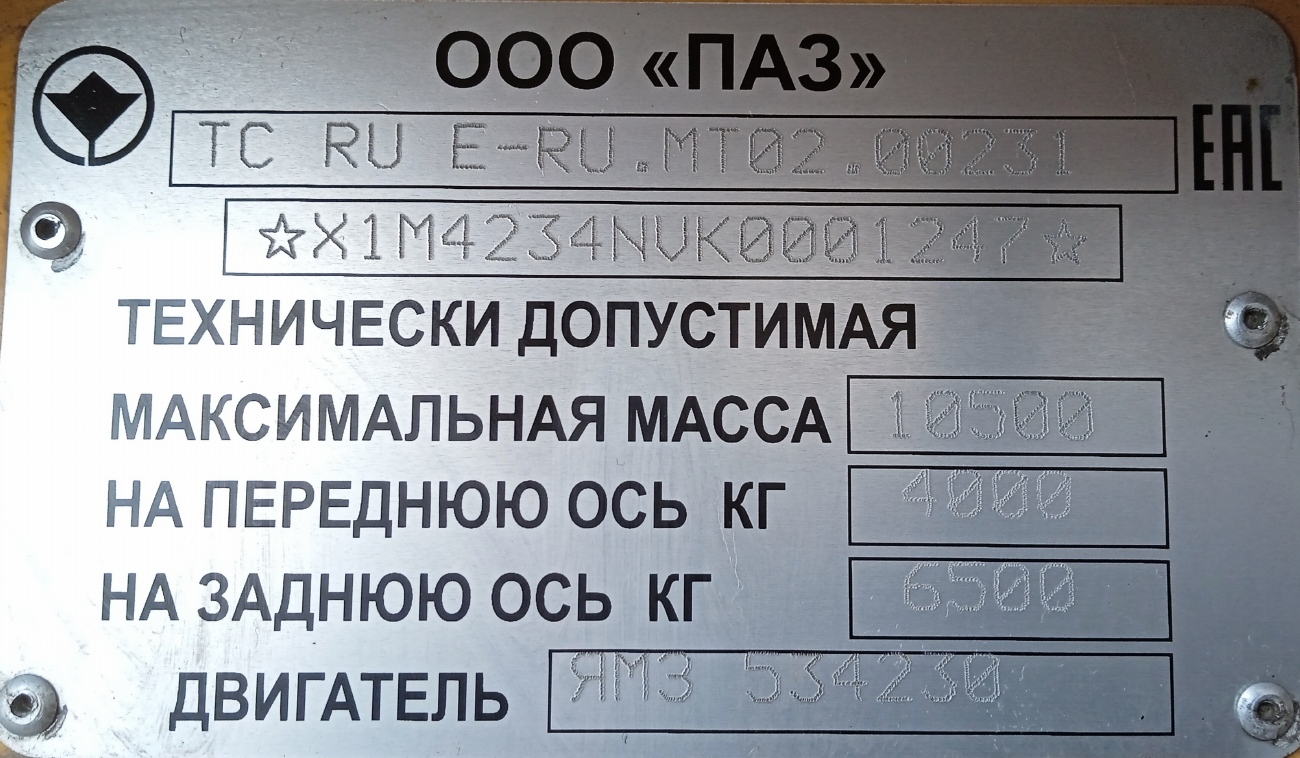 ООО «ПАЗ»
ТС RU Е-RU.МТ02.00231
ЕАС
☆X1M4234NVK0001247☆
ТЕХНИЧЕСКИ ДОПУСТИМАЯ
МАКСИМАЛЬНАЯ МАССА 10500
НА ПЕРЕДНЮЮ ОСЬ КГ 4000
НА ЗАДНЮЮ ОСЬ КГ 6500
ДВИГАТЕЛЬ ЯМЗ 534230